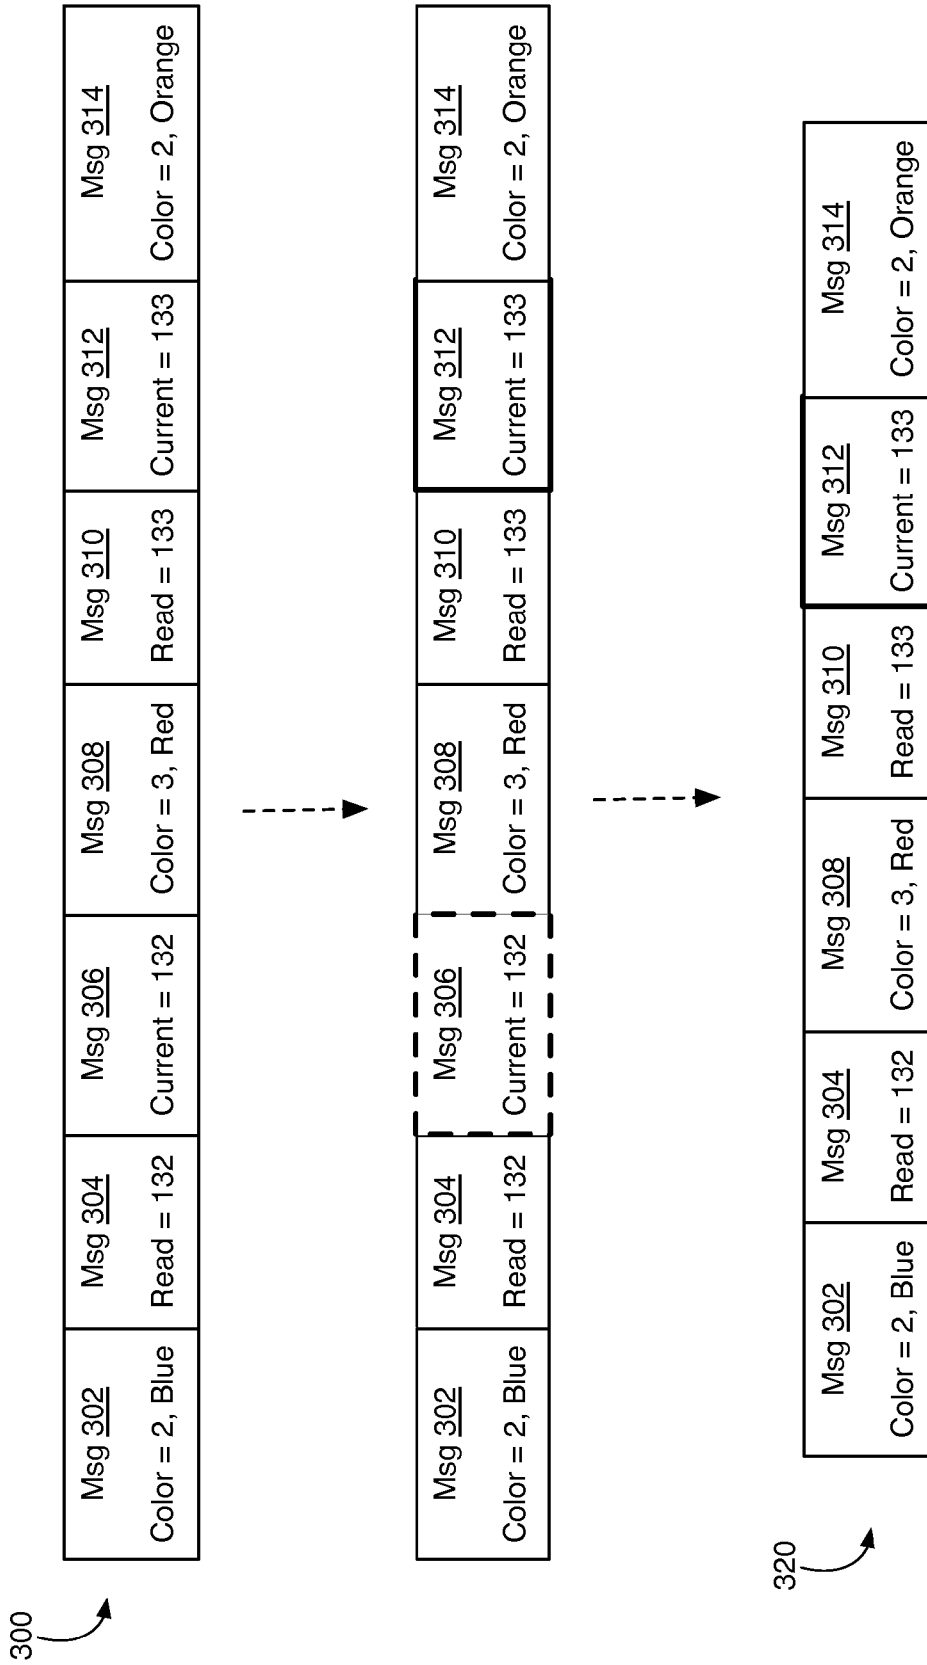 300
Msg 302
Color = 2, Blue
Msg 304
Read = 132
Msg 306
Current = 132
Msg 308
Color = 3, Red
Msg 310
Read = 133
Msg 312
Current = 133
Msg 314
Color = 2, Orange
Msg 302
Color = 2, Blue
Msg 304
Read = 132
Msg 306
Current = 132
Msg 308
Color = 3, Red
Msg 310
Read = 133
Msg 312
Current = 133
Msg 314
Color = 2, Orange
320
Msg 302
Color = 2, Blue
Msg 304
Read = 132
Msg 308
Color = 3, Red
Msg 310
Read = 133
Msg 312
Current = 133
Msg 314
Color = 2, Orange